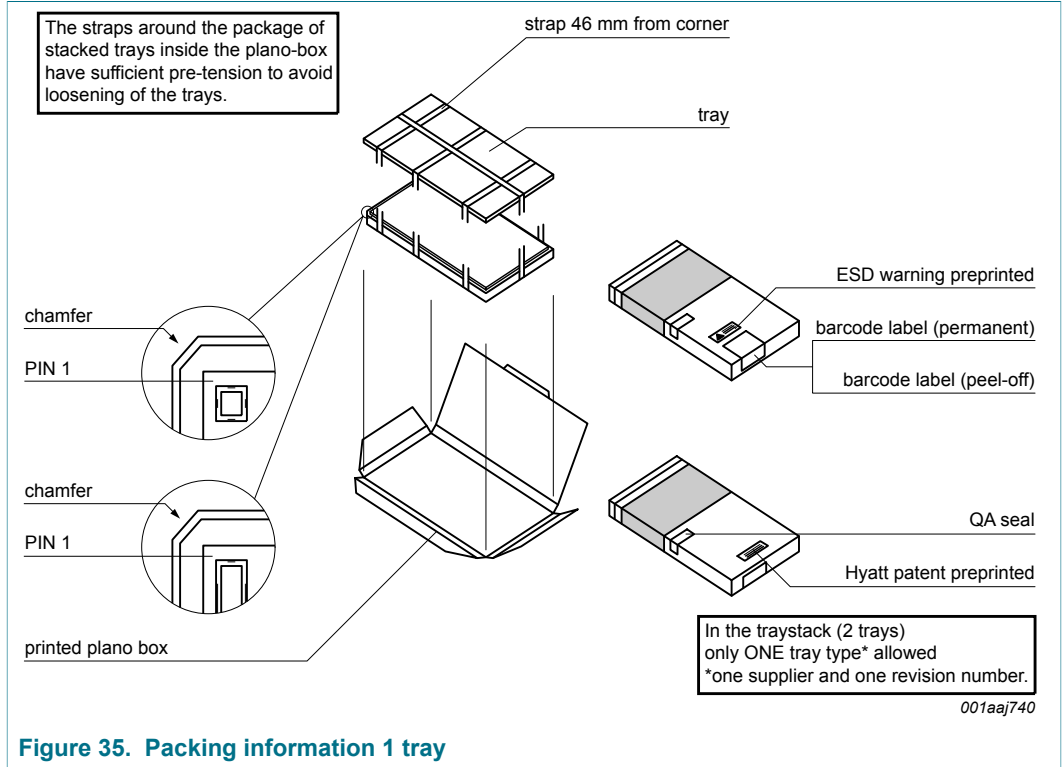 The straps around the package of
stacked trays inside the plano-box
have sufficient pre-tension to avoid
loosening of the trays.
strap 46 mm from corner
tray
chamfer
PIN 1
chamfer
PIN 1
printed plano box
ESD warning preprinted
barcode label (permanent)
barcode label (peel-off)
QA seal
Hyatt patent preprinted
In the traystack (2 trays)
only ONE tray type* allowed
*one supplier and one revision number.
001aaj740
Figure 35. Packing information 1 tray